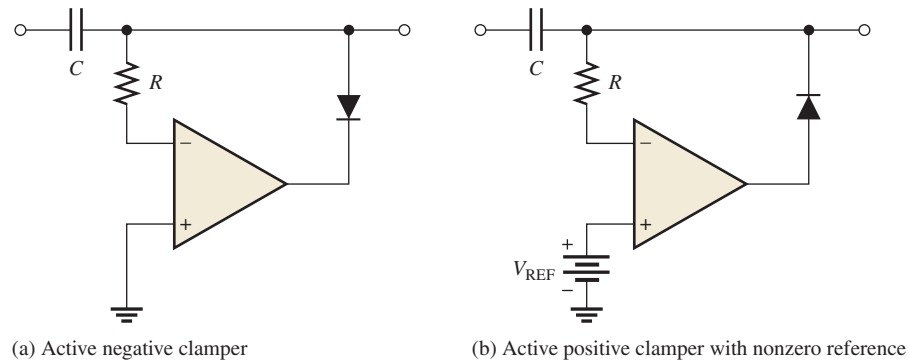 C
R
−
+
(a) Active negative clamper
C
R
−
+
+
V_REF
−
(b) Active positive clamper with nonzero reference